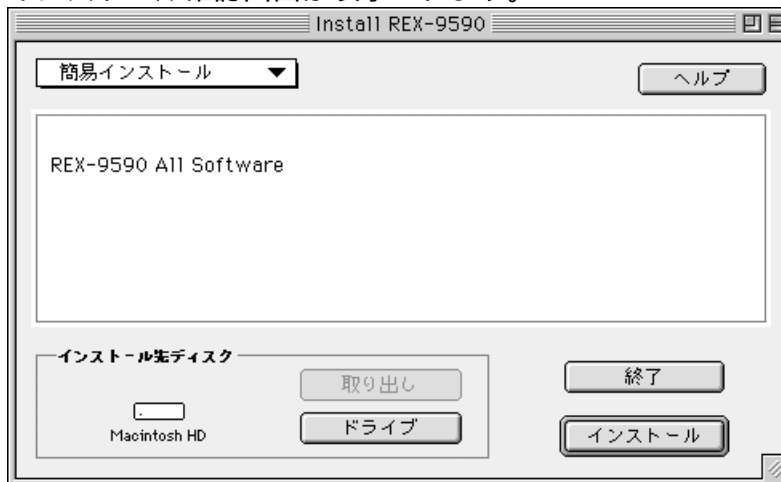 Install REX-9590
簡易インストール
ヘルプ
REX-9590 All Software
インストール先ディスク
取り出し
終了
Macintosh HD
ドライブ
インストール